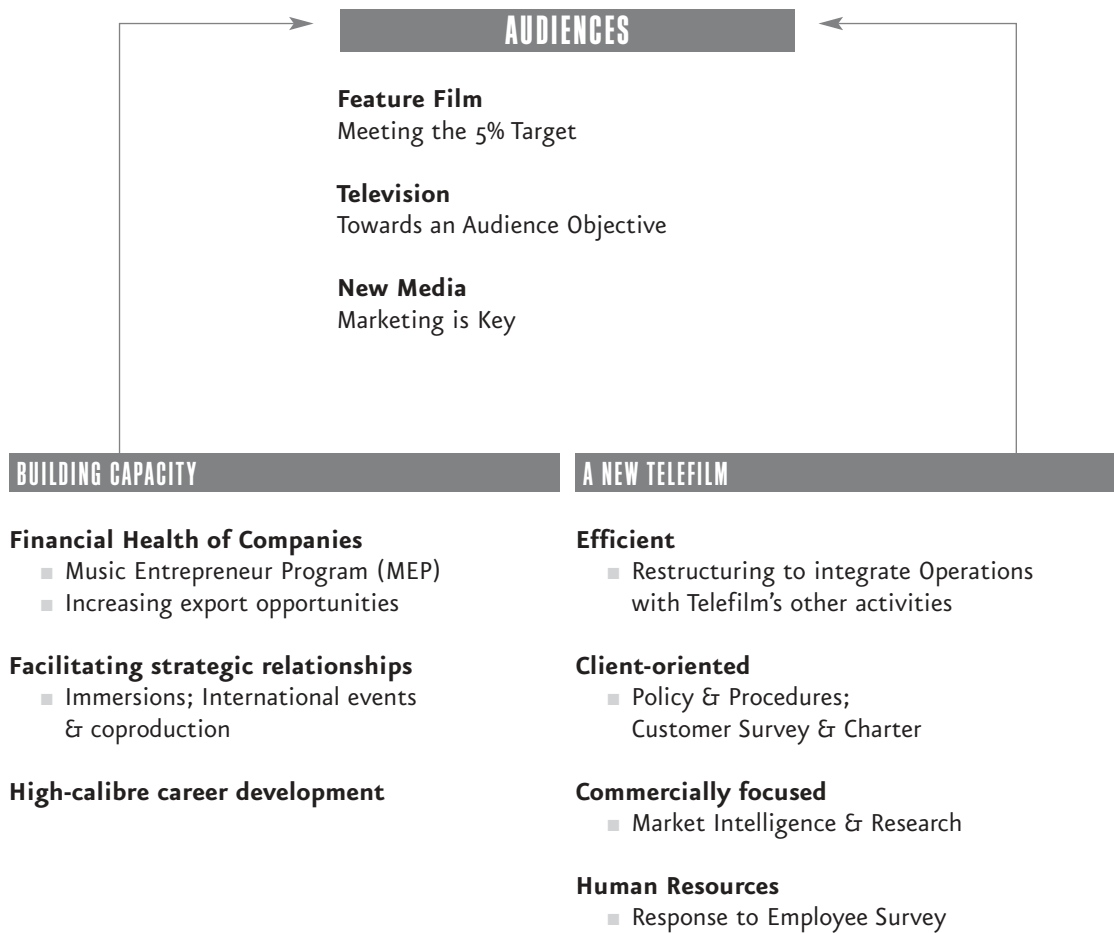 AUDIENCES
Feature Film
Meeting the 5% Target
Television
Towards an Audience Objective
New Media
Marketing is Key
BUILDING CAPACITY
Financial Health of Companies
Music Entrepreneur Program (MEP)
Increasing export opportunities
Facilitating strategic relationships
Immersions; International events
& coproduction
High-calibre career development
A NEW TELEFILM
Efficient
Restructuring to integrate Operations
with Telefilm's other activities
Client-oriented
Policy & Procedures;
Customer Survey & Charter
Commercially focused
Market Intelligence & Research
Human Resources
Response to Employee Survey